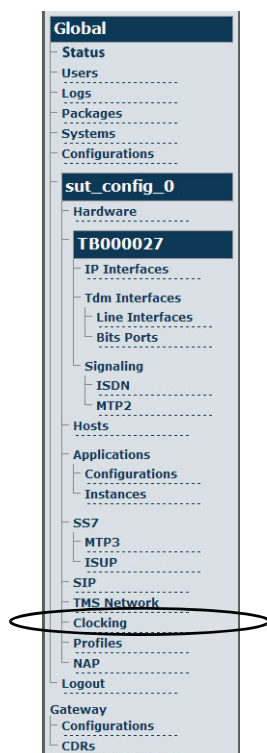 Global
Status
Users
Logs
Packages
Systems
Configurations
sut_config_0
Hardware
TB000027
IP Interfaces
Tdm Interfaces
Line Interfaces
Bits Ports
Signaling
ISDN
MTP2
Hosts
Applications
Configurations
Instances
SS7
MTP3
ISUP
SIP
TMS Network
Clocking
Profiles
NAP
Logout
Gateway
Configurations
CDRs